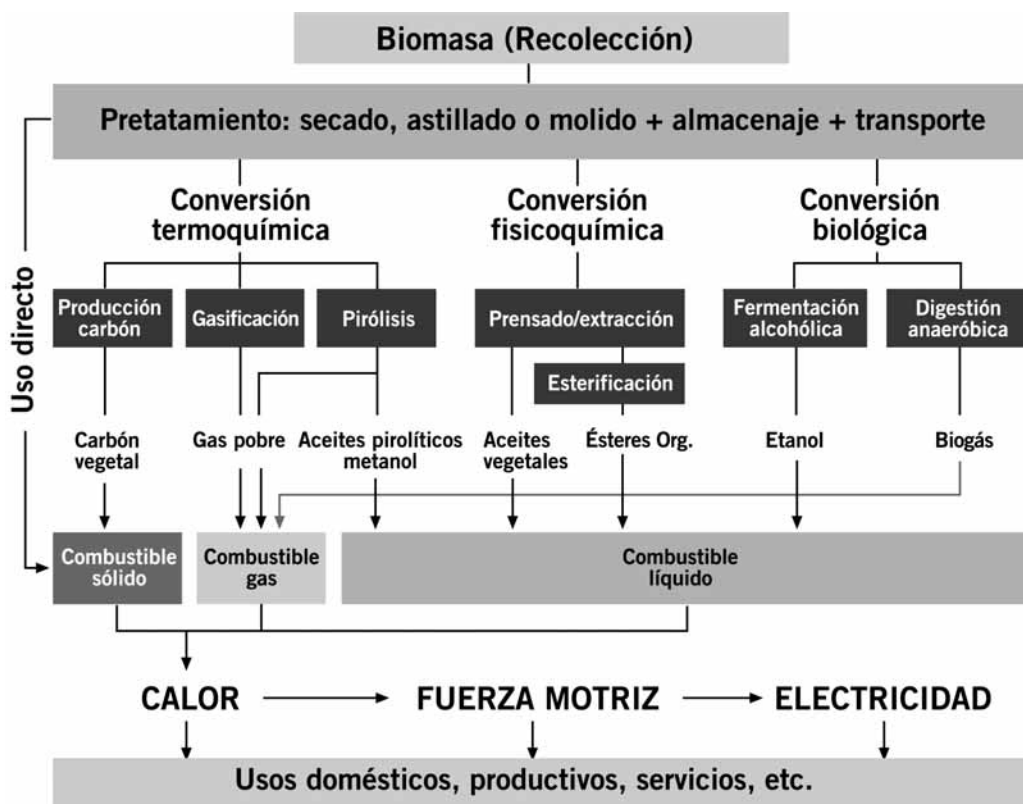 Biomasa (Recolección)
Pretatamiento: secado, astillado o molido + almacenaje + transporte
Uso directo
Conversión
termoquímica
Conversión
fisicoquímica
Conversión
biológica
Producción
carbón
Gasificación
Pirólisis
Prensado/extracción
Fermentación
alcohólica
Digestión
anaeróbica
Esterificación
Carbón
vegetal
Gas pobre
Aceites pirolíticos
metanol
Aceites
vegetales
Ésteres Org.
Etanol
Biogás
Combustible
sólido
Combustible
gas
Combustible
líquido
CALOR
FUERZA MOTRIZ
ELECTRICIDAD
Usos domésticos, productivos, servicios, etc.